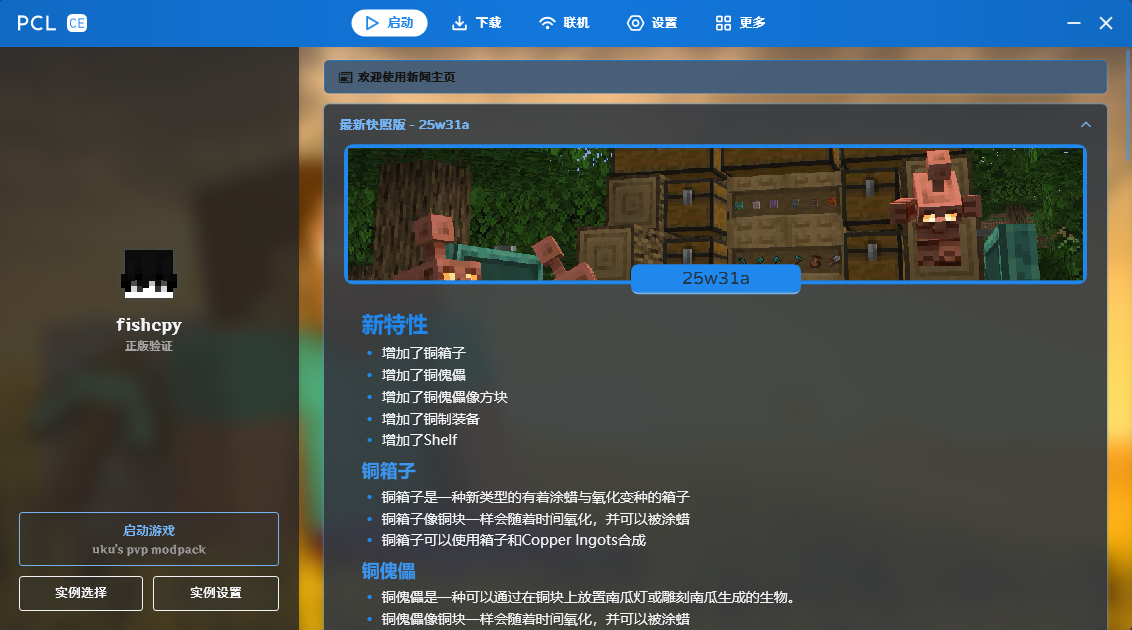 PCL CE
启动
下载
联机
设置
更多
欢迎使用新闻主页
最新快照版 - 25w31a
25w31a
新特性
增加了铜箱子
增加了铜傀儡
增加了铜傀儡像方块
增加了铜制装备
增加了Shelf
铜箱子
铜箱子是一种新类型的有着涂蜡与氧化变种的箱子
铜箱子像铜块一样会随着时间氧化，并可以被涂蜡
铜箱子可以使用箱子和Copper Ingots合成
铜傀儡
铜傀儡是一种可以通过在铜块上放置南瓜灯或雕刻南瓜生成的生物。
铜傀儡像铜块一样会随着时间氧化，并可以被涂蜡
fishcpy
正版验证
启动游戏
uku's pvp modpack
实例选择
实例设置